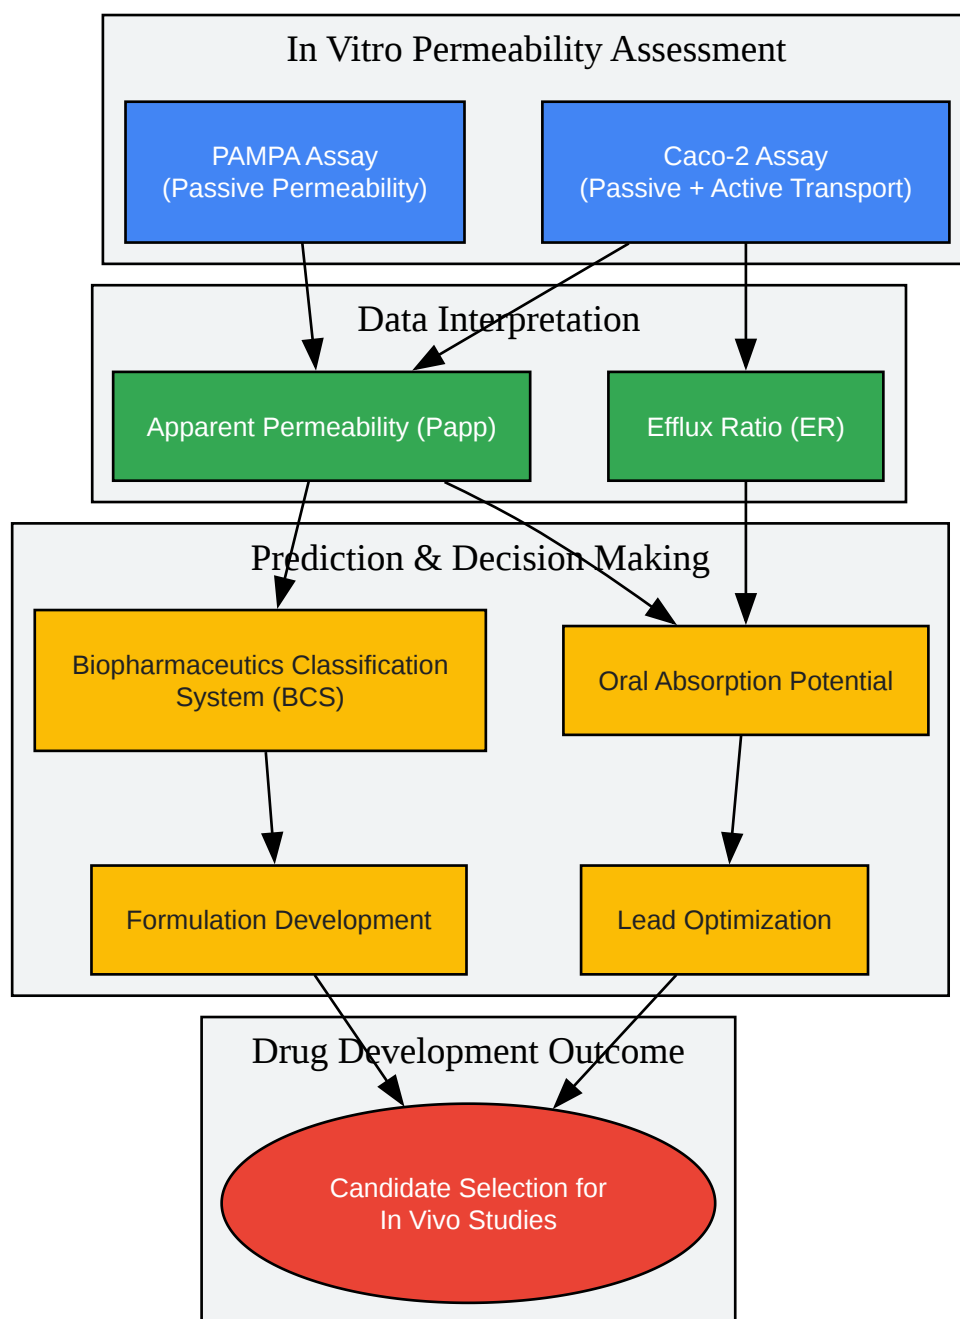 In Vitro Permeability Assessment
PAMPA Assay
(Passive Permeability)
Caco-2 Assay
(Passive + Active Transport)
Data Interpretation
Apparent Permeability (Papp)
Efflux Ratio (ER)
Prediction & Decision Making
Biopharmaceutics Classification
System (BCS)
Oral Absorption Potential
Formulation Development
Lead Optimization
Drug Development Outcome
Candidate Selection for
In Vivo Studies